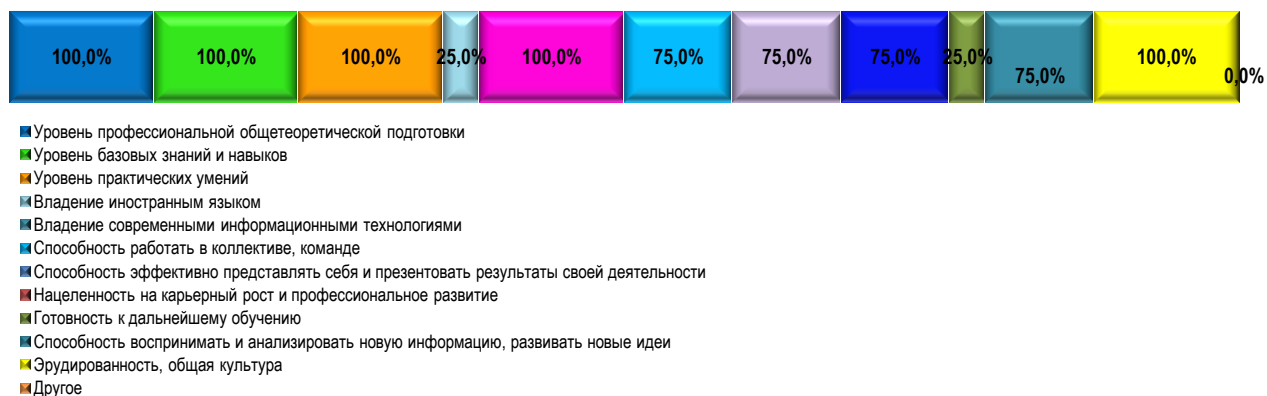 100,0% 100,0% 100,0% 25,0% 100,0% 75,0% 75,0% 75,0% 25,0% 75,0% 100,0% 0,0%
Уровень профессиональной общетеоретической подготовки
Уровень базовых знаний и навыков
Уровень практических умений
Владение иностранным языком
Владение современными информационными технологиями
Способность работать в коллективе, команде
Способность эффективно представлять себя и презентовать результаты своей деятельности
Нацеленность на карьерный рост и профессиональное развитие
Готовность к дальнейшему обучению
Способность воспринимать и анализировать новую информацию, развивать новые идеи
Эрудированность, общая культура
Другое